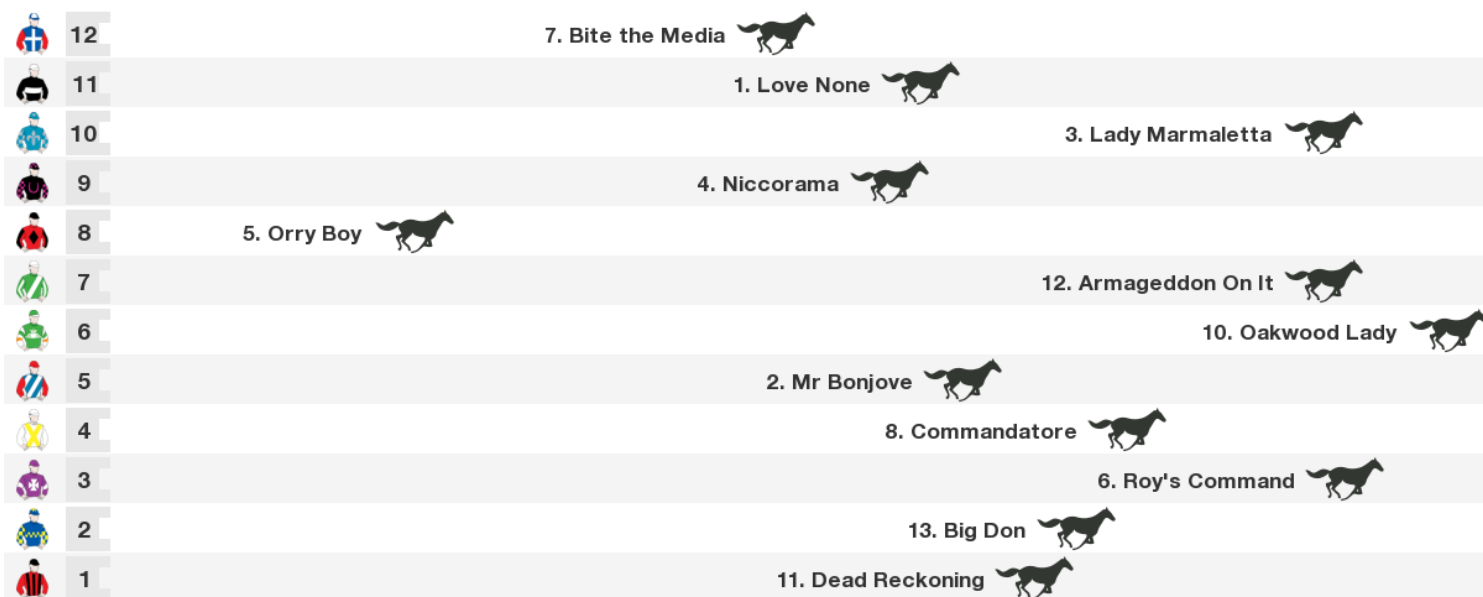 12 7. Bite the Media
11 1. Love None
10 3. Lady Marmaletta
9 4. Niccorama
8 5. Orry Boy
7 12. Armageddon On It
6 10. Oakwood Lady
5 2. Mr Bonjove
4 8. Commandatore
3 6. Roy's Command
2 13. Big Don
1 11. Dead Reckoning